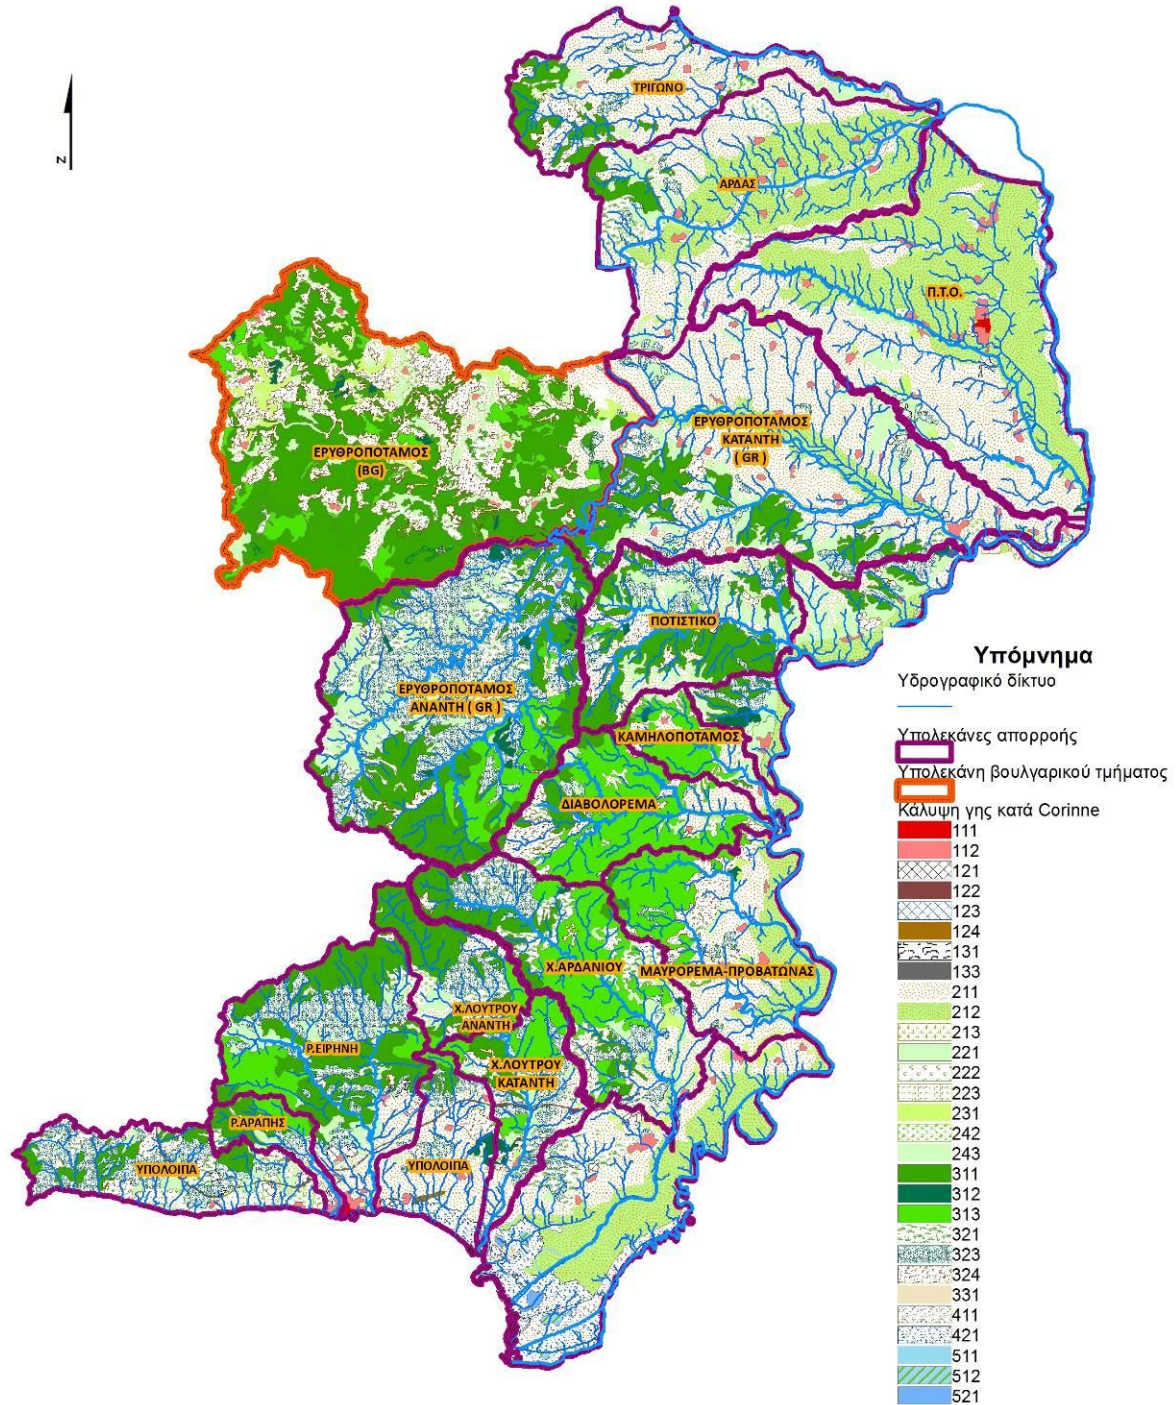 N
ΤΡΙΓΩΝΟ
ΑΡΔΑΣ
Π.Τ.Ο.
ΕΡΥΘΡΟΠΟΤΑΜΟΣ
ΚΑΤΑΝΤΗ
( GR )
ΕΡΥΘΡΟΠΟΤΑΜΟΣ
(BG)
ΠΟΤΙΣΤΙΚΟ
ΕΡΥΘΡΟΠΟΤΑΜΟΣ
ΑΝΑΝΤΗ ( GR )
ΚΑΜΗΛΟΠΟΤΑΜΟΣ
ΔΙΑΒΟΛΟΡΕΜΑ
Χ.ΑΡΔΑΝΙΟΥ
ΜΑΥΡΟΡΕΜΑ-ΠΡΟΒΑΤΩΝΑΣ
Χ.ΛΟΥΤΡΟΥ
ΑΝΑΝΤΗ
Ρ.ΕΙΡΗΝΗ
Χ.ΛΟΥΤΡΟΥ
ΚΑΤΑΝΤΗ
Ρ.ΑΡΑΠΗΣ
ΥΠΟΛΟΙΠΑ
ΥΠΟΛΟΙΠΑ
Υπόμνημα
Υδρογραφικό δίκτυο
Υπολεκάνες απορροής
Υπολεκάνη βουλγαρικού τμήματος
Κάλυψη γης κατά Corinne
111
112
121
122
123
124
131
133
211
212
213
221
222
223
231
242
243
311
312
313
321
323
324
331
411
421
511
512
521